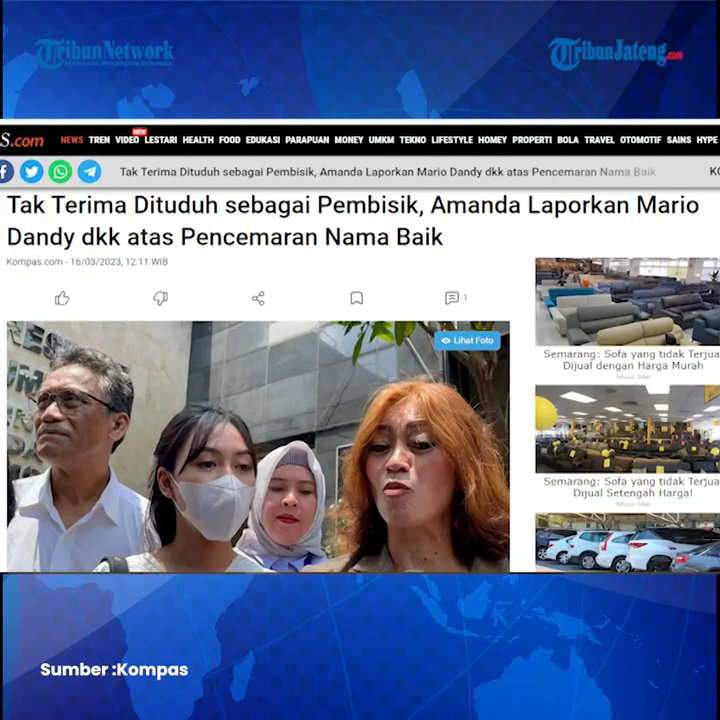 TribunNetwork
TribunJateng.com
S.com
NEWS TREN VIDEO NEW LESTARI HEALTH FOOD EDUKASI PARAPUAN MONEY UMKM TEKNO LIFESTYLE HOMEY PROPERTI BOLA TRAVEL OTOMOTIF SAINS HYPE
Tak Terima Dituduh sebagai Pembisik, Amanda Laporkan Mario Dandy dkk atas Pencemaran Nama Baik
KO
Tak Terima Dituduh sebagai Pembisik, Amanda Laporkan Mario
Dandy dkk atas Pencemaran Nama Baik
Kompas.com - 16/03/2023, 12:11 WIB
1
Lihat Foto
Semarang: Sofa yang tidak Terjua
Dijual dengan Harga Murah
Semarang: Sofa yang tidak Terjua
Dijual Setengah Harga!
Sumber :Kompas